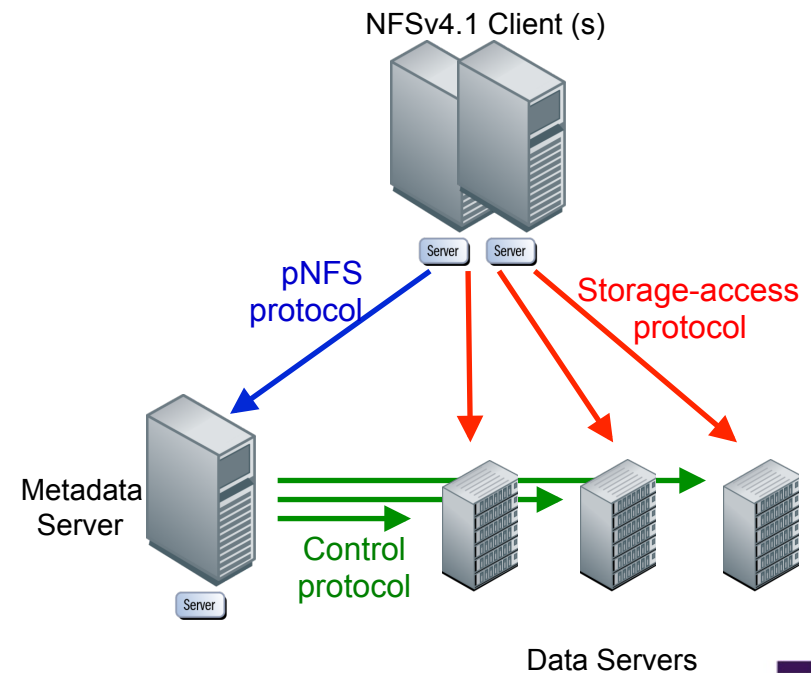 NFSv4.1 Client (s)
Server
Server
pNFS
protocol
Storage-access
protocol
Metadata
Server
Control
protocol
Server
Data Servers